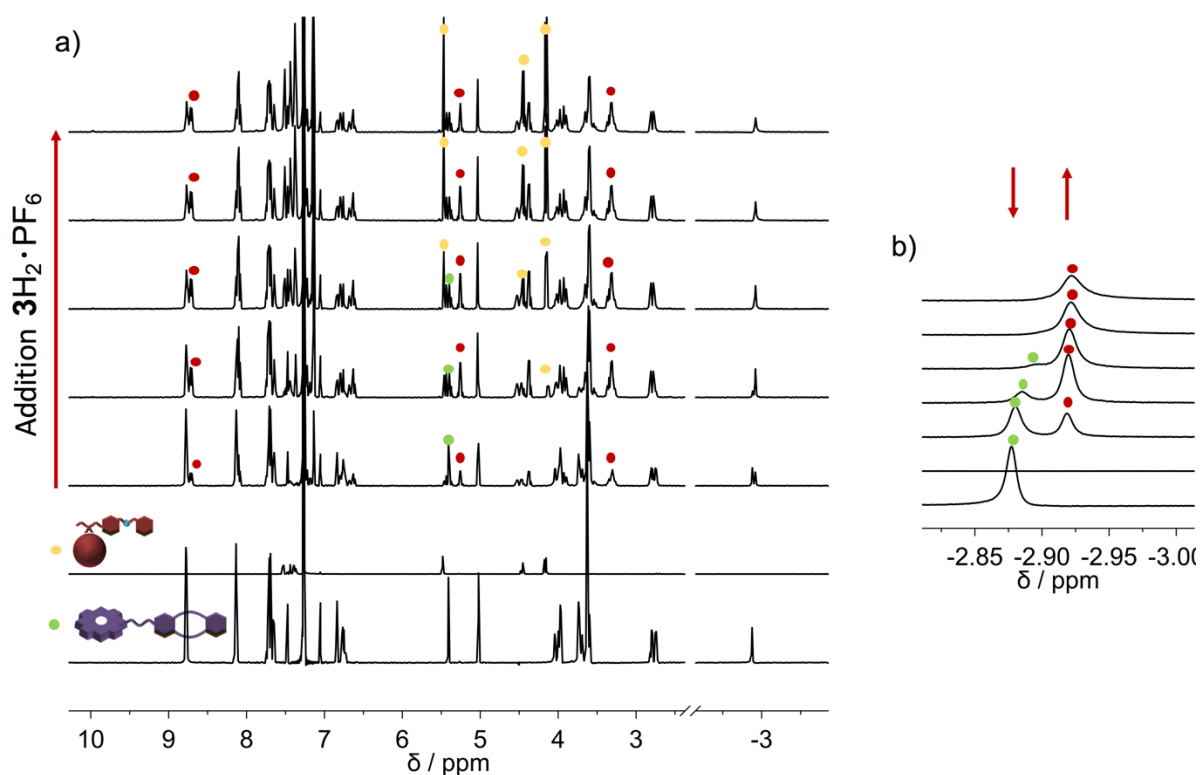 a)
Addition 3H₂·PF₆
10 9 8 7 6 5 4 3 -3
δ / ppm
b)
-2.85 -2.90 -2.95 -3.00
δ / ppm